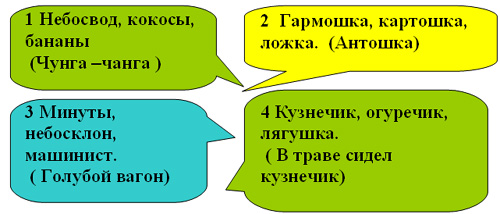 1 Небосвод, кокосы,
бананы
(Чунга –чанга )
2 Гармошка, картошка,
ложка. (Антошка)
3 Минуты,
небосклон,
машинист.
( Голубой вагон)
4 Кузнечик, огуречик,
лягушка.
( В траве сидел
кузнечик)